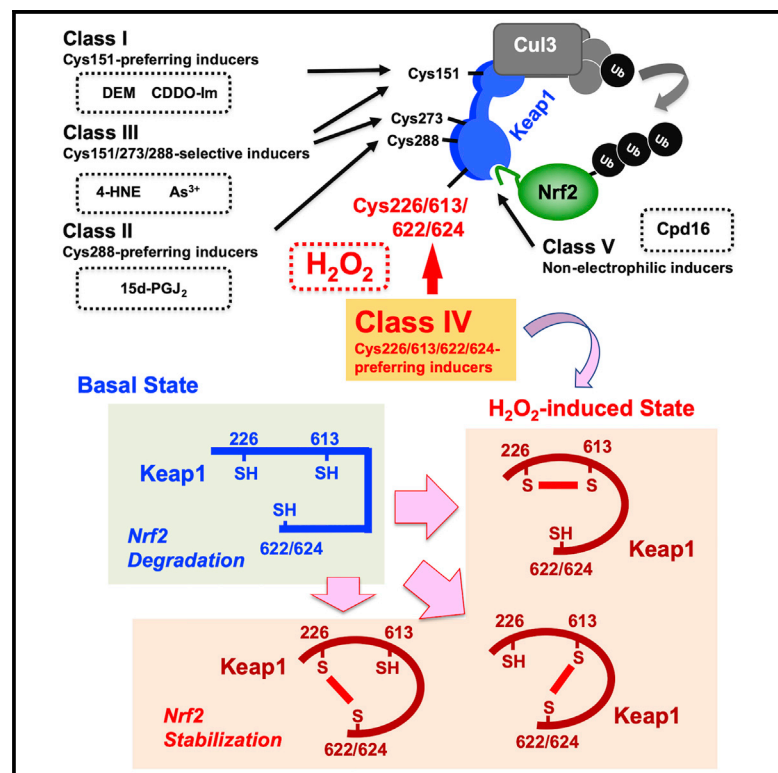 Class I
Cys151-preferring inducers
DEM CDDO-Im
Class III
Cys151/273/288-selective inducers
4-HNE As³⁺
Class II
Cys288-preferring inducers
15d-PGJ₂
Cul3
Ub
Cys151
Keap1
Cys273
Cys288
Ub
Ub
Ub
Nrf2
Cys226/613/
622/624
Class V
Non-electrophilic inducers
Cpd16
H₂O₂
Class IV
Cys226/613/622/624-
preferring inducers
Basal State
226 613
Keap1
SH SH
SH
622/624
Nrf2
Degradation
H₂O₂-induced State
226 613
S S
SH
622/624
Keap1
226 613
Keap1
S SH
S
622/624
Nrf2
Stabilization
226 613
SH S
S
622/624
Keap1